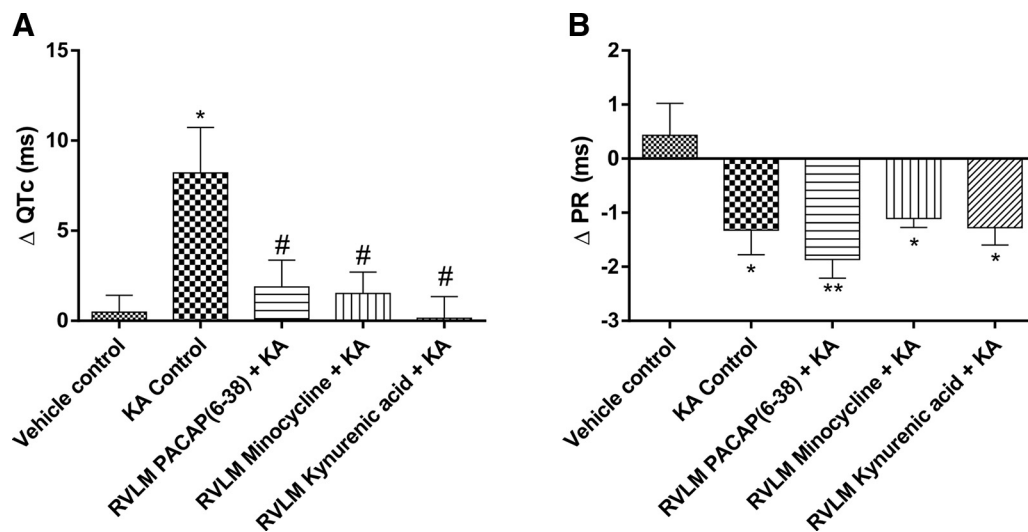 A
Δ QTc (ms)
15
10
5
0
*
#
#
#
Vehicle control
KA Control
RVLM PACAP(6-38) + KA
RVLM Minocycline + KA
RVLM Kynurenic acid + KA
B
Δ PR (ms)
2
1
0
-1
-2
-3
*
**
*
*
Vehicle control
KA Control
RVLM PACAP(6-38) + KA
RVLM Minocycline + KA
RVLM Kynurenic acid + KA